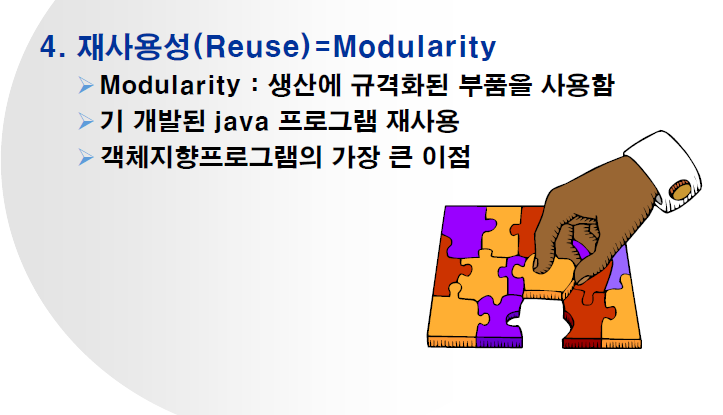 4. 재사용성(Reuse)=Modularity
➢ Modularity : 생산에 규격화된 부품을 사용함
➢ 기 개발된 java 프로그램 재사용
➢ 객체지향프로그램의 가장 큰 이점